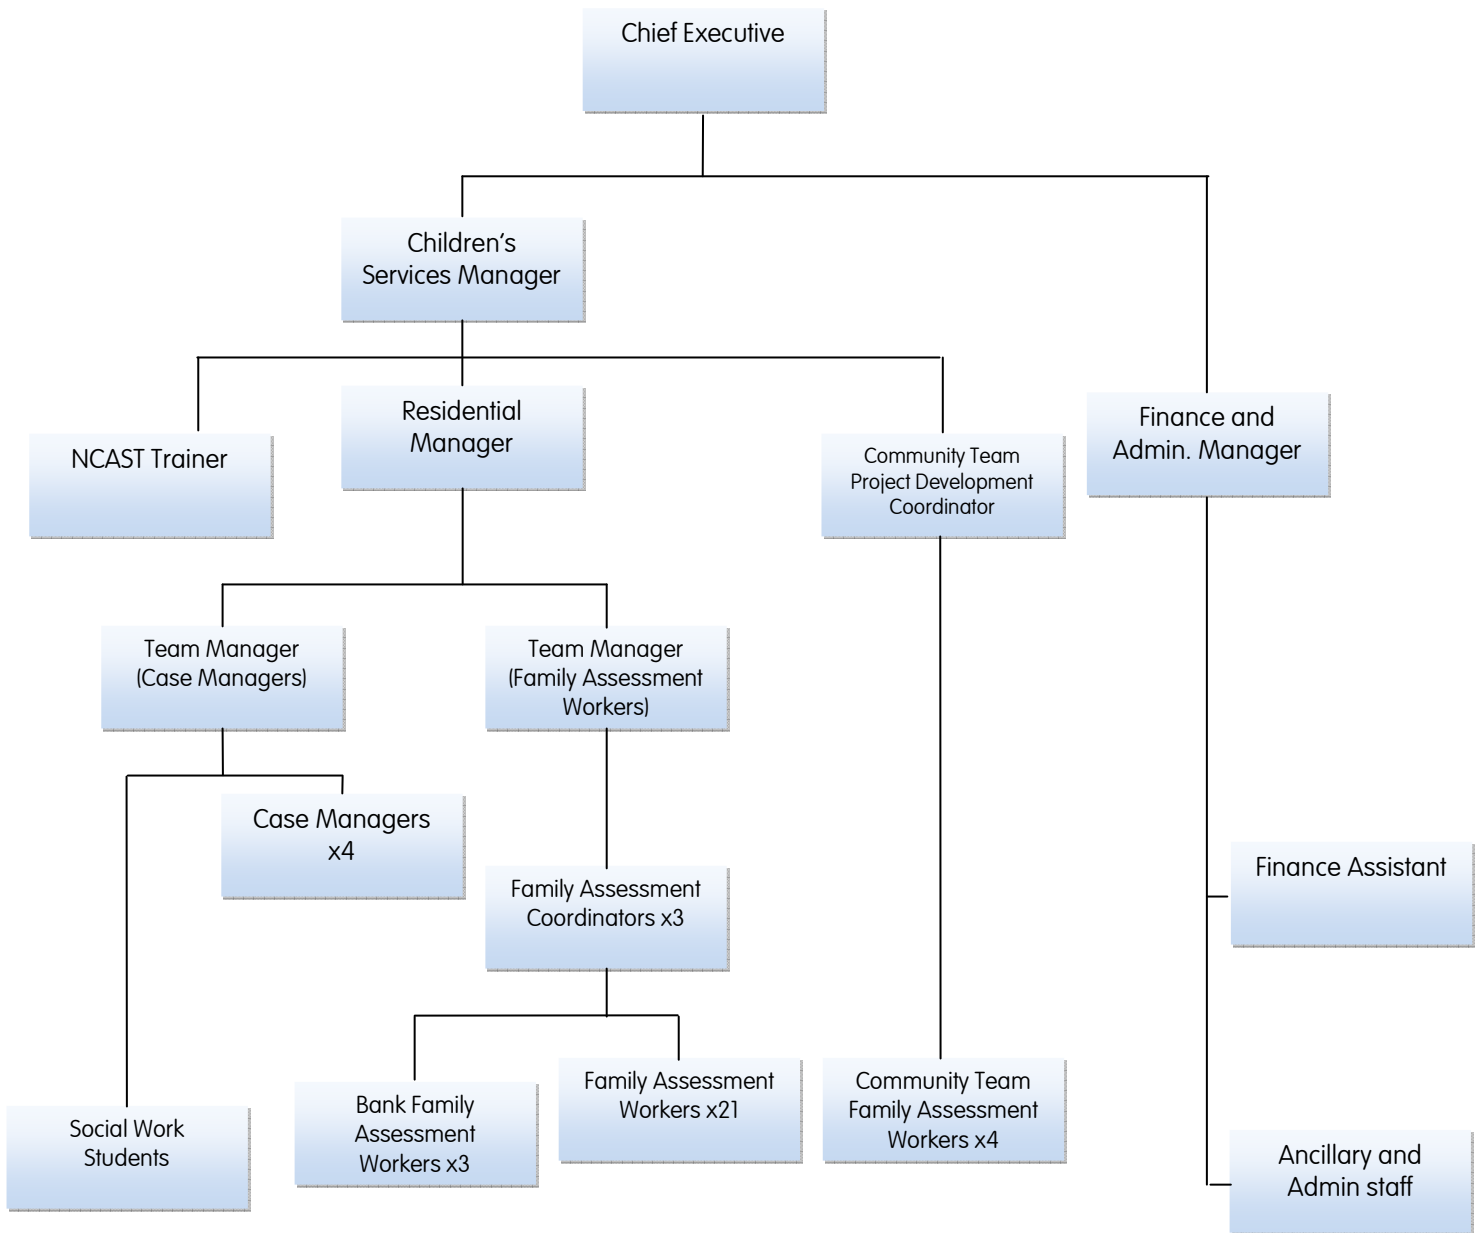 Chief Executive
Children's
Services Manager
NCAST Trainer
Residential
Manager
Community Team
Project Development
Coordinator
Finance and
Admin. Manager
Team Manager
(Case Managers)
Team Manager
(Family Assessment
Workers)
Case Managers
x4
Family Assessment
Coordinators x3
Finance Assistant
Social Work
Students
Bank Family
Assessment
Workers x3
Family Assessment
Workers x21
Community Team
Family Assessment
Workers x4
Ancillary and
Admin staff